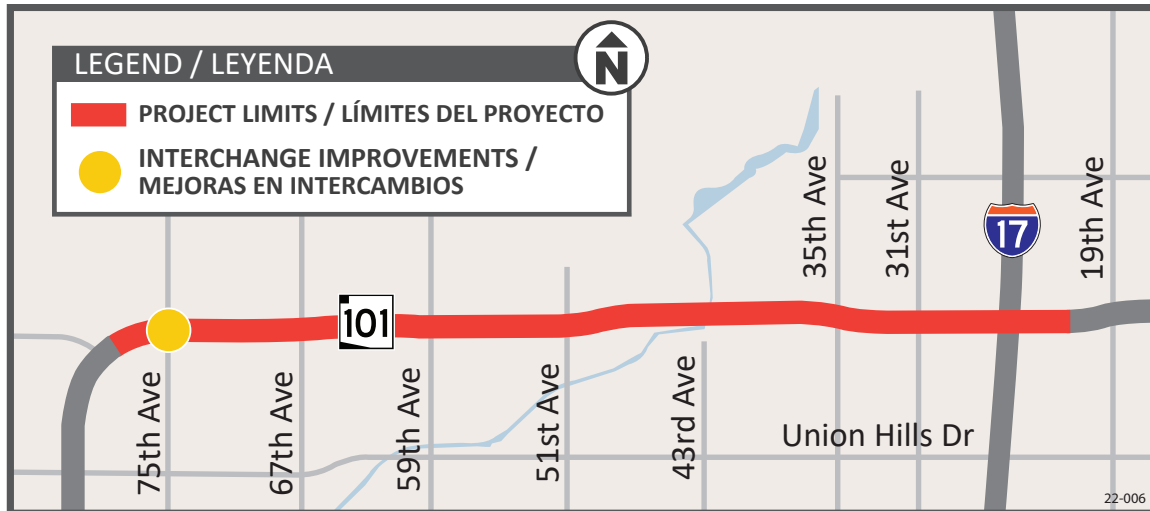 LEGEND / LEYENDA
N
PROJECT LIMITS / LÍMITES DEL PROYECTO
INTERCHANGE IMPROVEMENTS /
MEJORAS EN INTERCAMBIOS
35th Ave
31st Ave
17
19th Ave
101
75th Ave
67th Ave
59th Ave
51st Ave
43rd Ave
Union Hills Dr
22-006